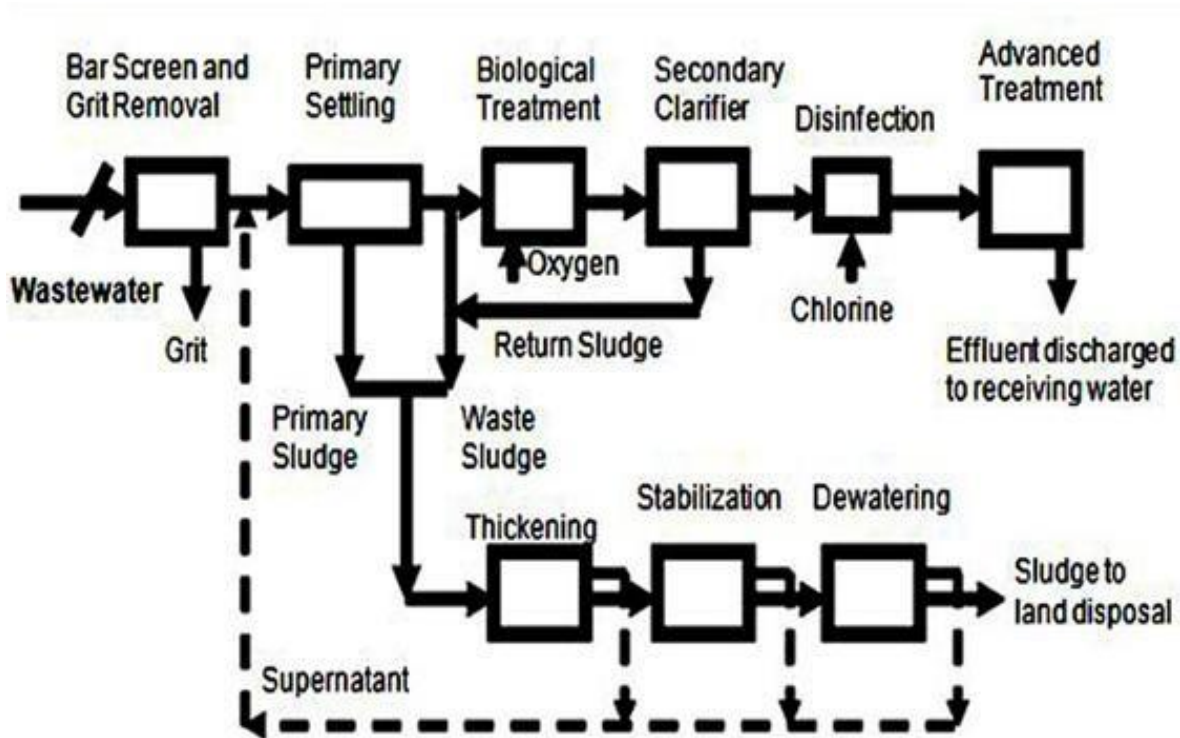 Bar Screen and
Grit Removal
Primary
Settling
Biological
Treatment
Secondary
Clarifier
Disinfection
Advanced
Treatment
Wastewater
Grit
Oxygen
Return Sludge
Chlorine
Effluent discharged
to receiving water
Primary
Sludge
Waste
Sludge
Thickening
Stabilization
Dewatering
Sludge to
land disposal
Supernatant